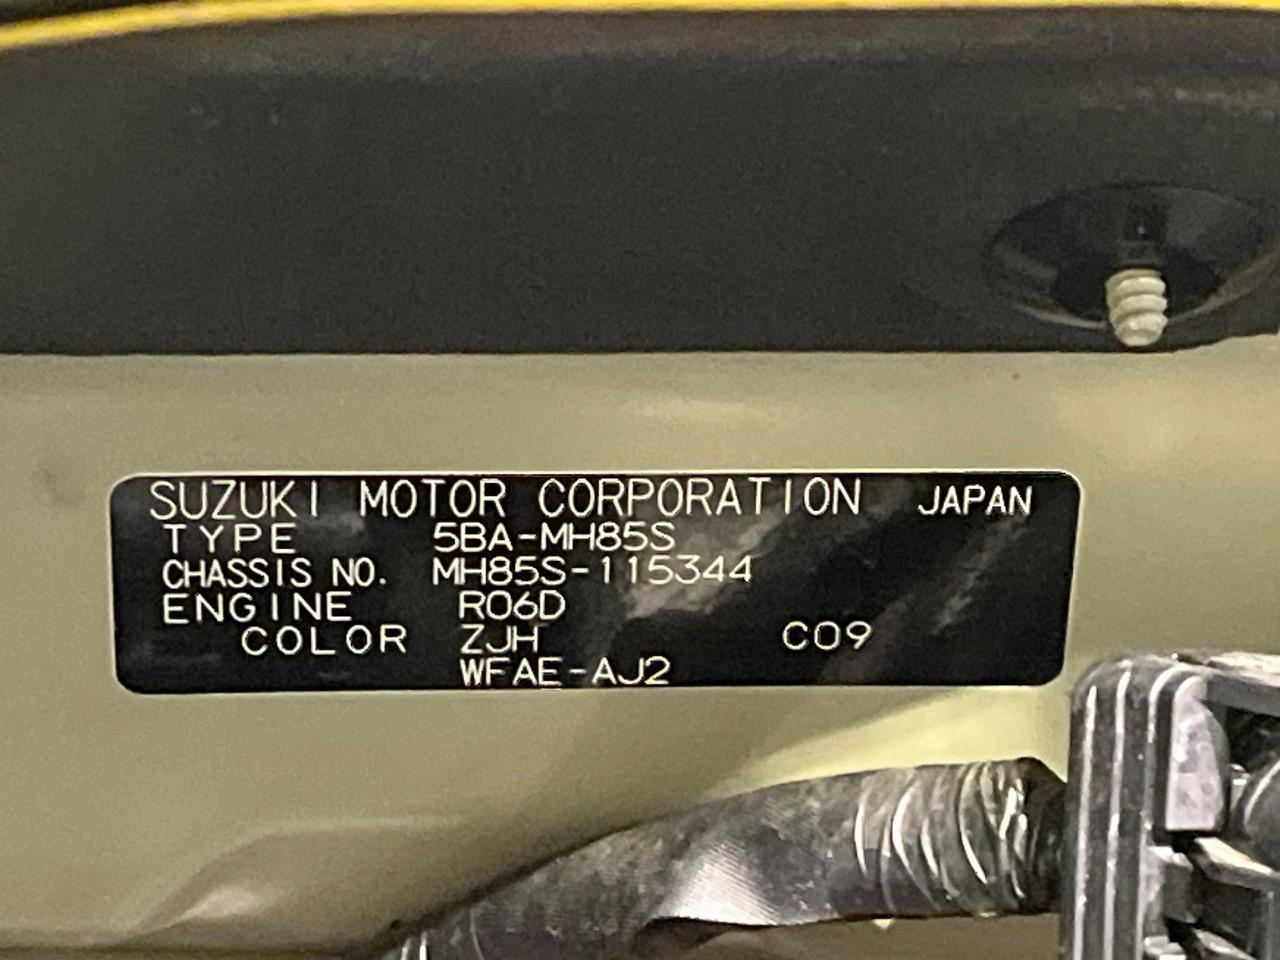 SUZUKI MOTOR CORPORATION JAPAN
TYPE 5BA-MH85S
CHASSIS NO. MH85S-115344
ENGINE R06D
COLOR ZJH C09
WFAE-AJ2